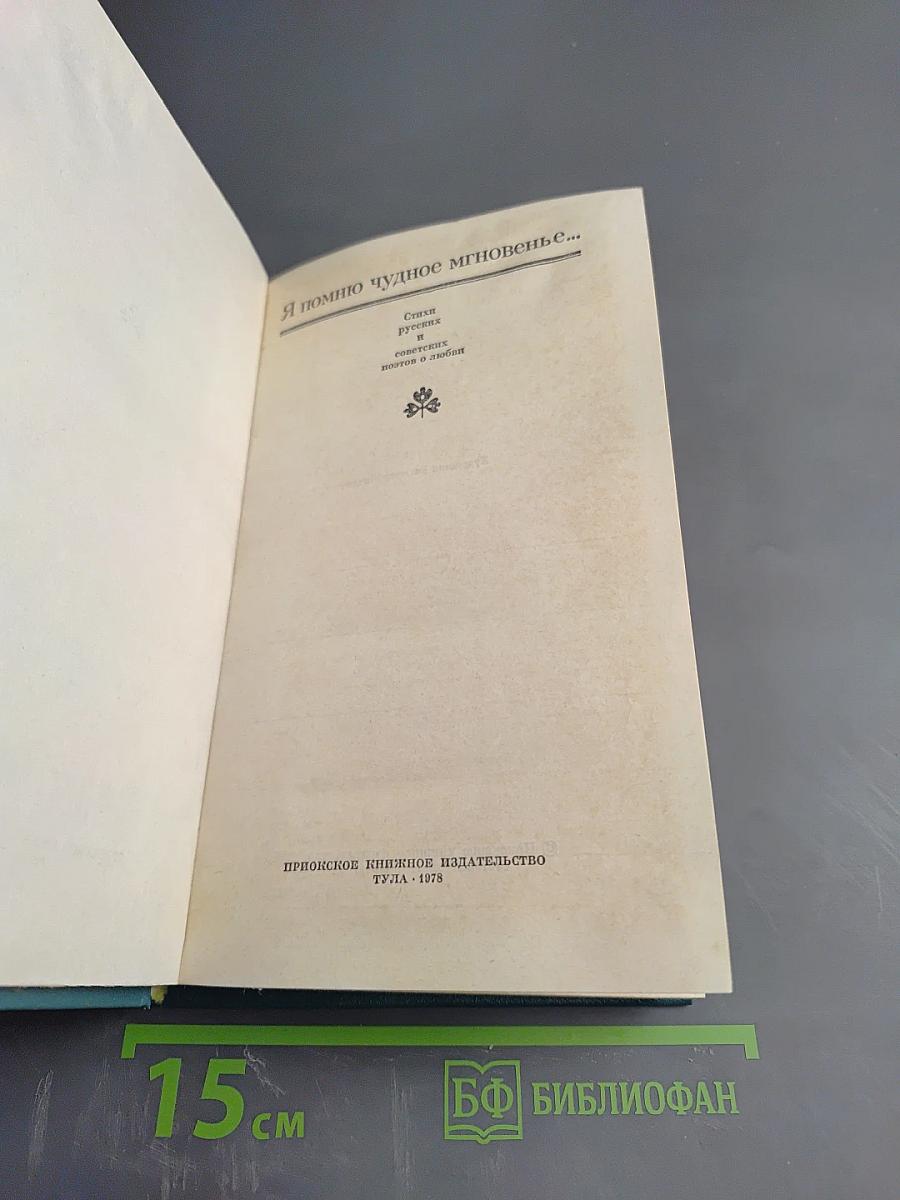 Я помню чудное мгновенье...
Стихи
русских
и
советских
поэтов о любви
ПРИОКСКОЕ КНИЖНОЕ ИЗДАТЕЛЬСТВО
ТУЛА · 1978
15 см
БФ БИБЛИОФАН